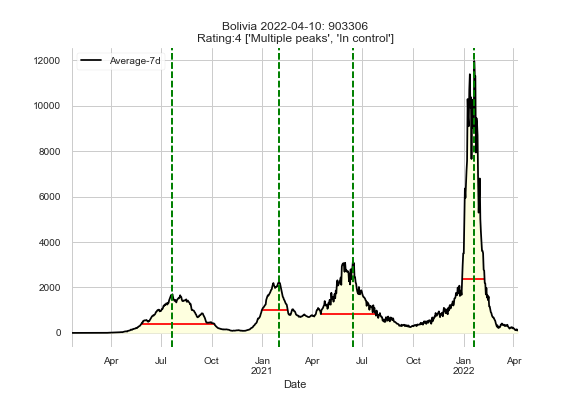 Bolivia 2022-04-10: 903306
Rating:4 ['Multiple peaks', 'In control']
Average-7d
12000
10000
8000
6000
4000
2000
0
Apr Jul Oct Jan Apr Jul Oct Jan Apr
2021 2022
Date